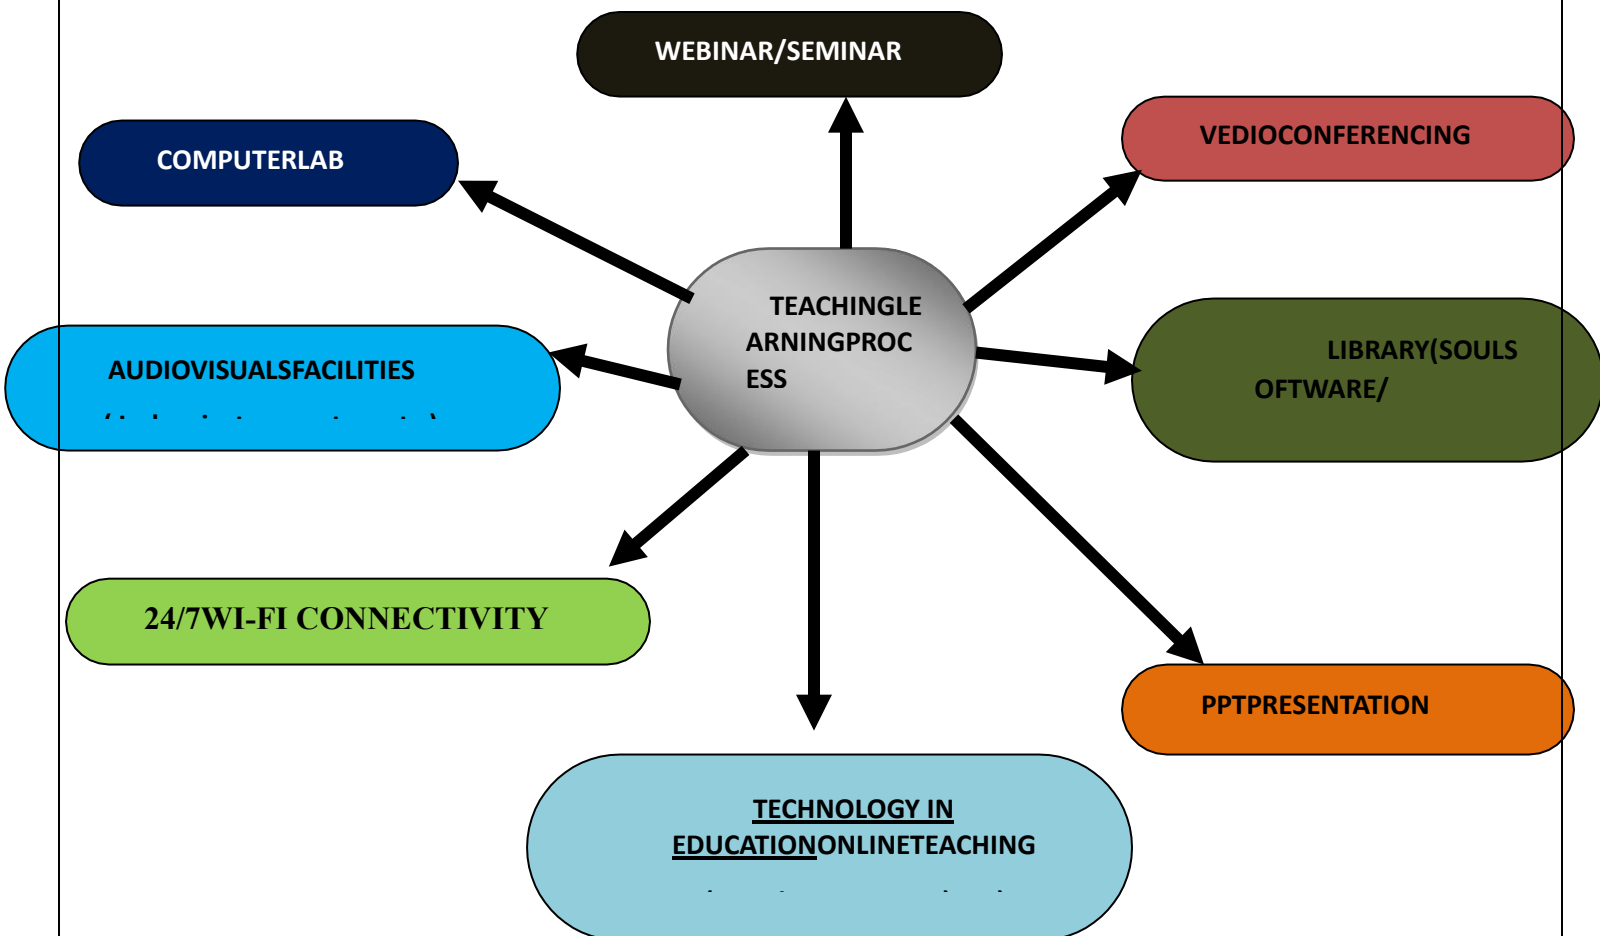 WEBINAR/SEMINAR
VEDIOCONFERENCING
COMPUTERLAB
TEACHINGLE
ARNINGPROC
ESS
LIBRARY(SOULS
OFTWARE/
AUDIOVISUALSFACILITIES
24/7WI-FI CONNECTIVITY
PPTPRESENTATION
TECHNOLOGY IN
EDUCATIONONLINETEACHING